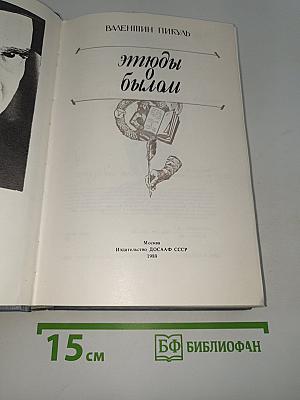 ВАЛЕНТИН ПИКУЛЬ
этюды
о
былом
Москва
Издательство ДОСААФ СССР
1988
15 см
БФ БИБЛИОФАН